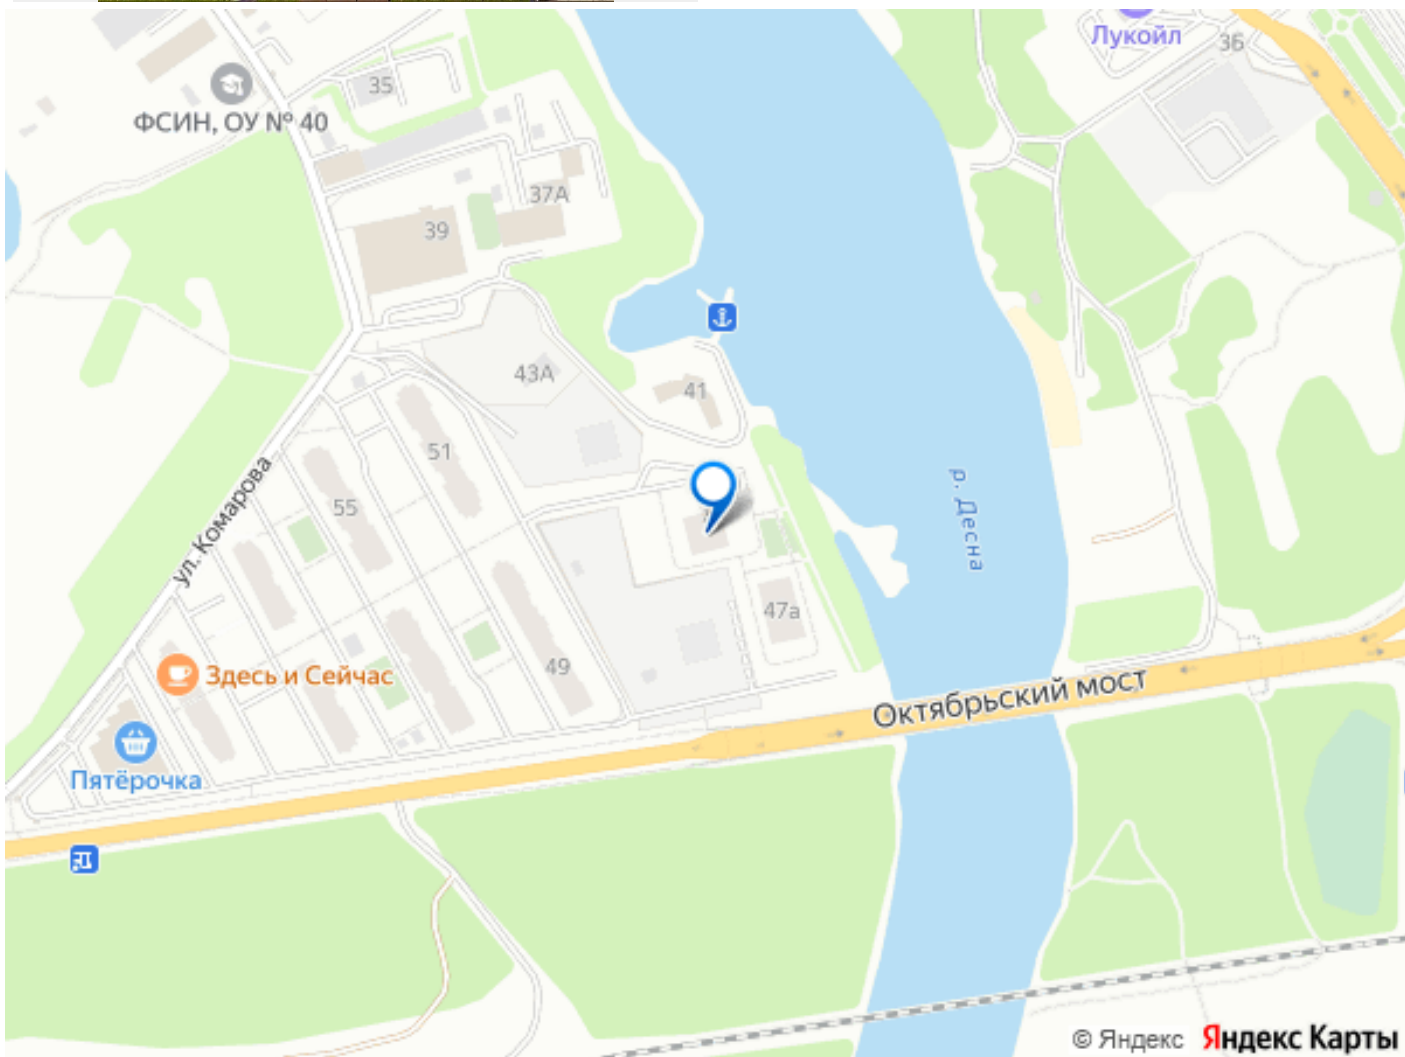 Лукойл
3Б
35
ФСИН, ОУ № 40
37А
39
43А
41
51
55
ул. Комарова
р. Десна
47а
49
Здесь и Сейчас
Октябрьский мост
Пятёрочка
© Яндекс Яндекс Карты